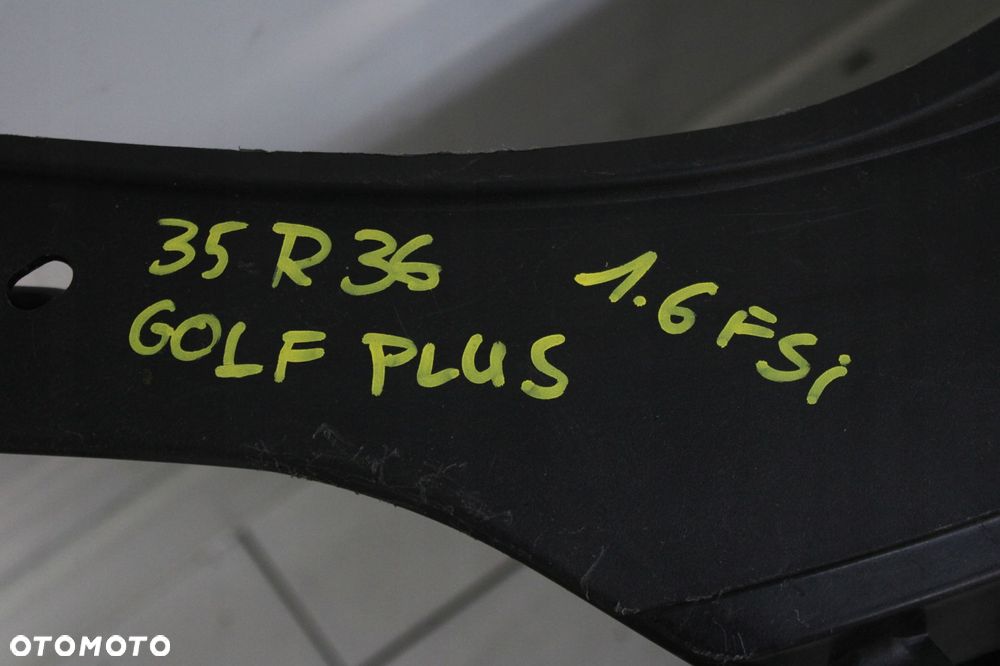 35 R 36
GOLF PLUS
1.6 FSi
OTOMOTO